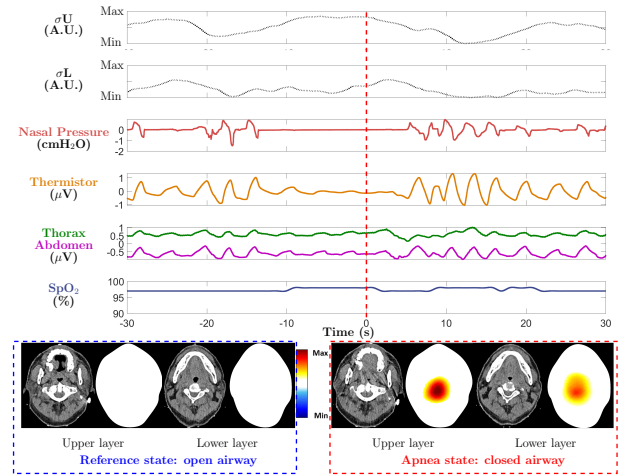 Max
σU
(A.U.)
Min
Max
σL
(A.U.)
Min
Nasal Pressure
(cmH₂O)
1
0
-1
-2
Thermistor
(μV)
1
0
-1
Thorax
Abdomen
(μV)
1
0.5
0
-0.5
SpO₂
(%)
100
95
90
-30 -20 -10 0 10 20 30
Time (s)
Max
Min
Upper layer Lower layer
Reference state: open airway
Upper layer Lower layer
Apnea state: closed airway